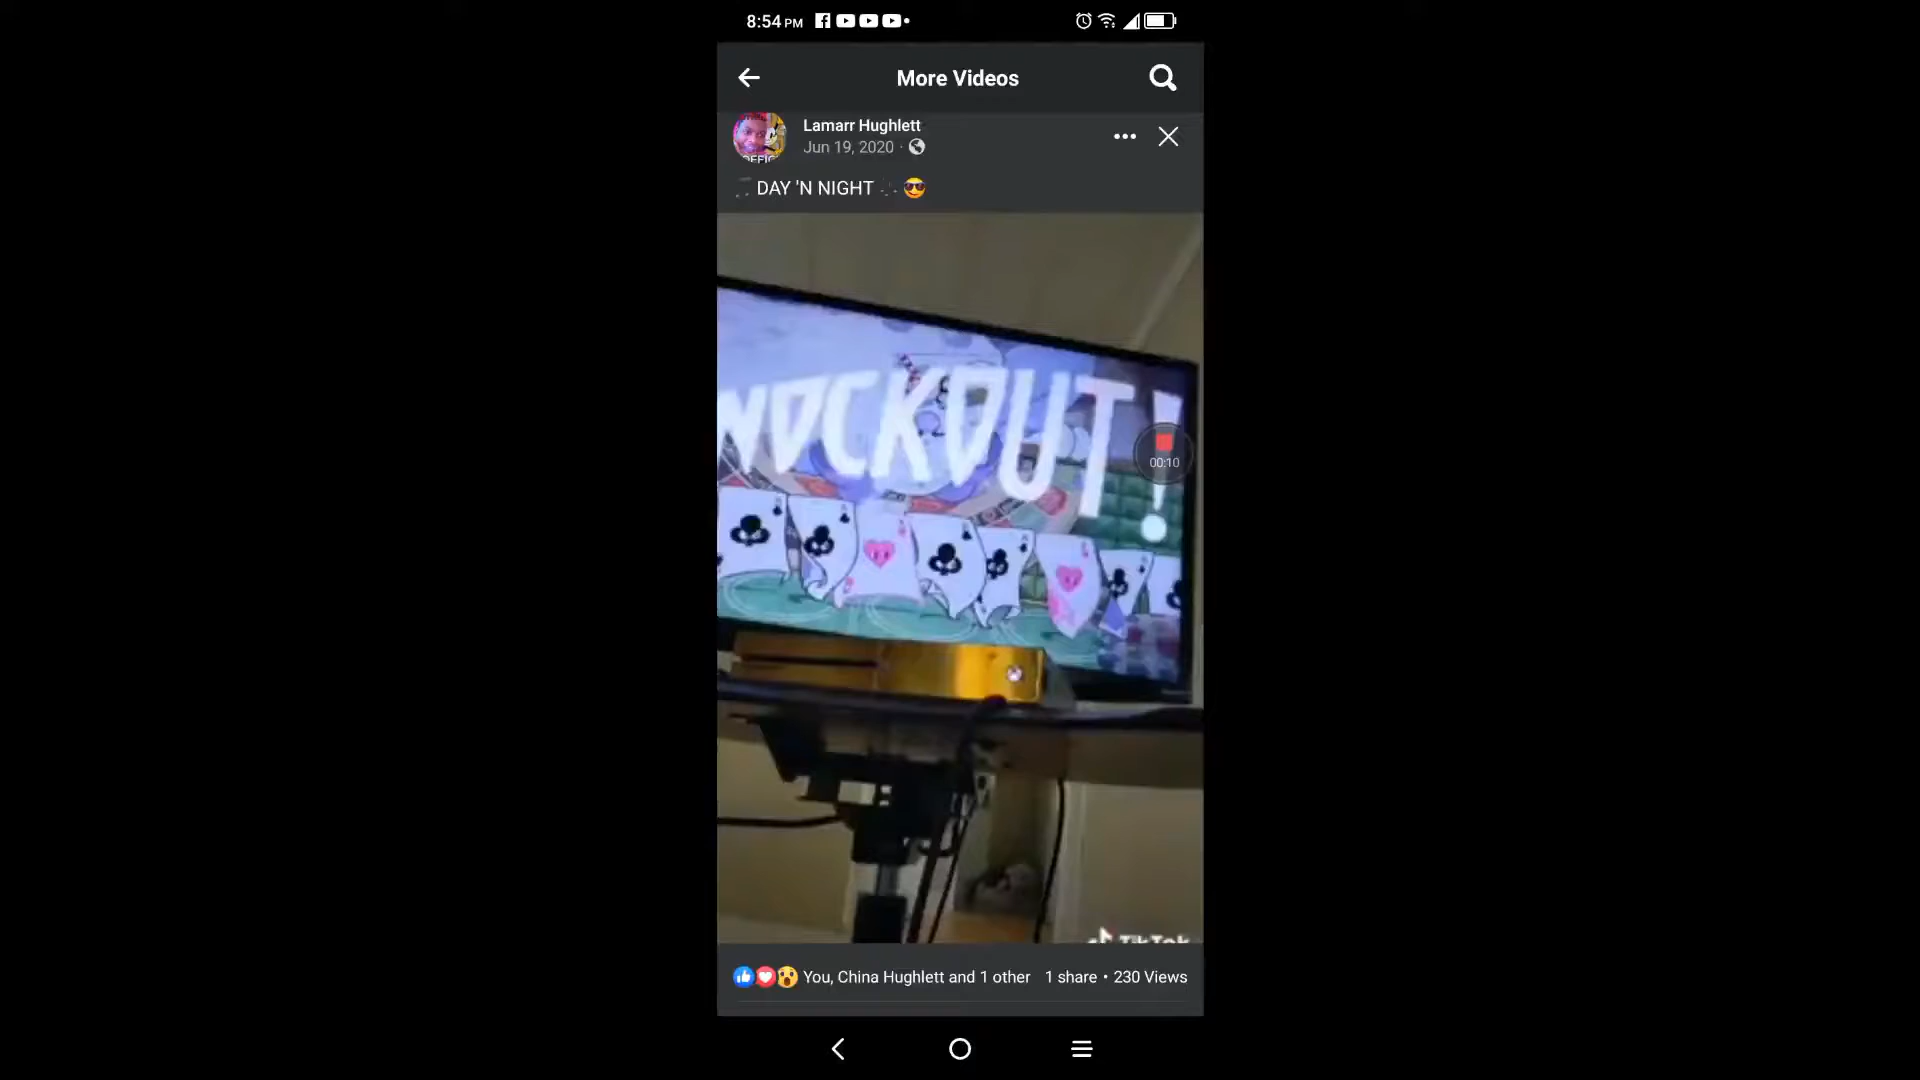 8:54 PM
More Videos
Lamarr Hughlett
Jun 19, 2020 ·
DAY 'N NIGHT
NOCKOUT!
00:10
TikTok
You, China Hughlett and 1 other 1 share • 230 Views